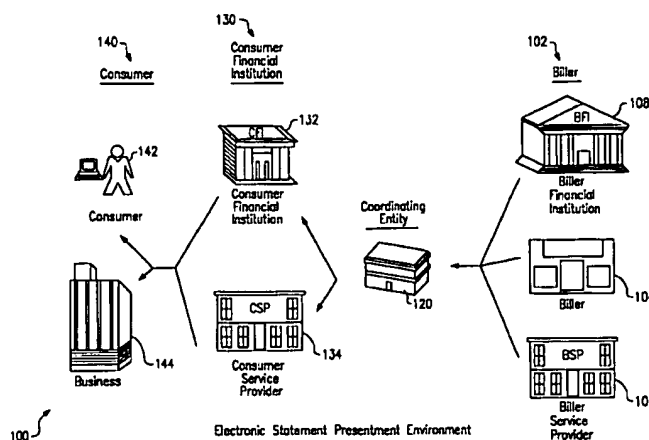 130
140
Consumer
Consumer
Financial
Institution
102
Biller
CFI
132
BFI
108
142
Consumer
Consumer
Financial
Institution
Coordinating
Entity
Biller
Financial
Institution
120
Biller
CSP
134
BSP
144
Business
Consumer
Service
Provider
100
Electronic Statement Presentment Environment
Biller
Service
Provider